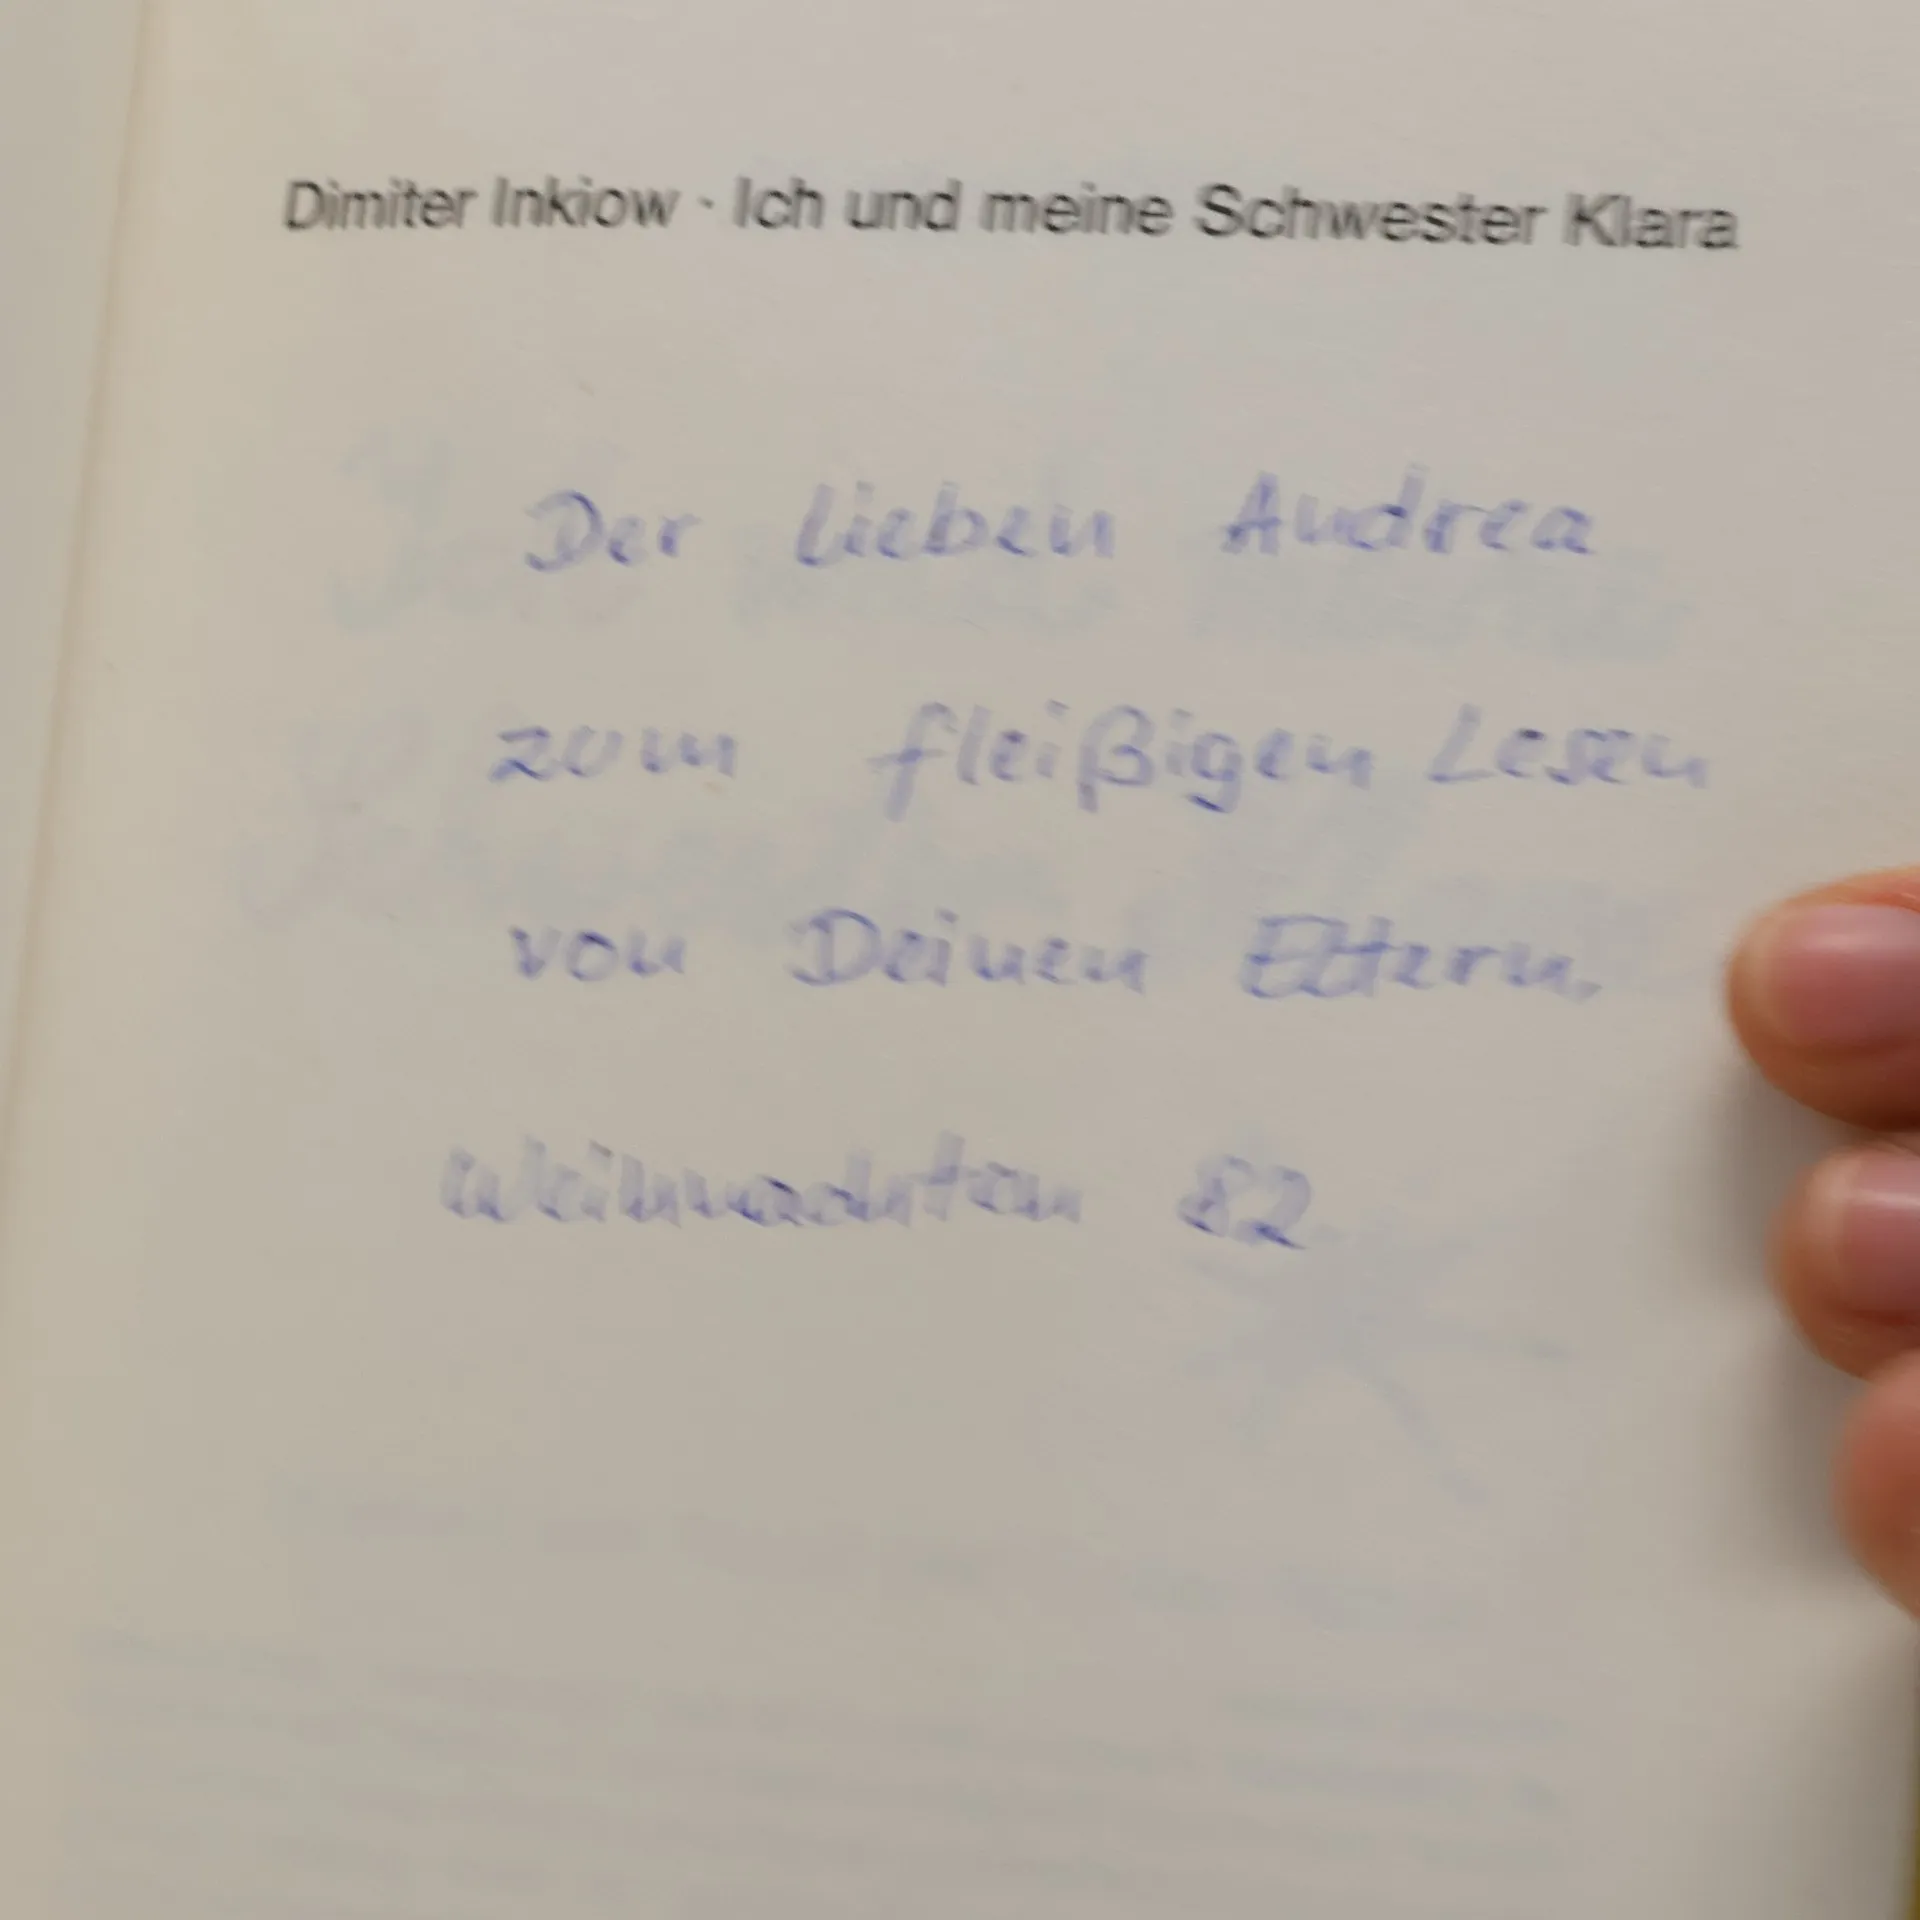 Dimiter Inkiow · Ich und meine Schwester Klara
Der lieben Andrea
zum fleißigen Lesen
von Deinen Eltern.
Weihnachten 82